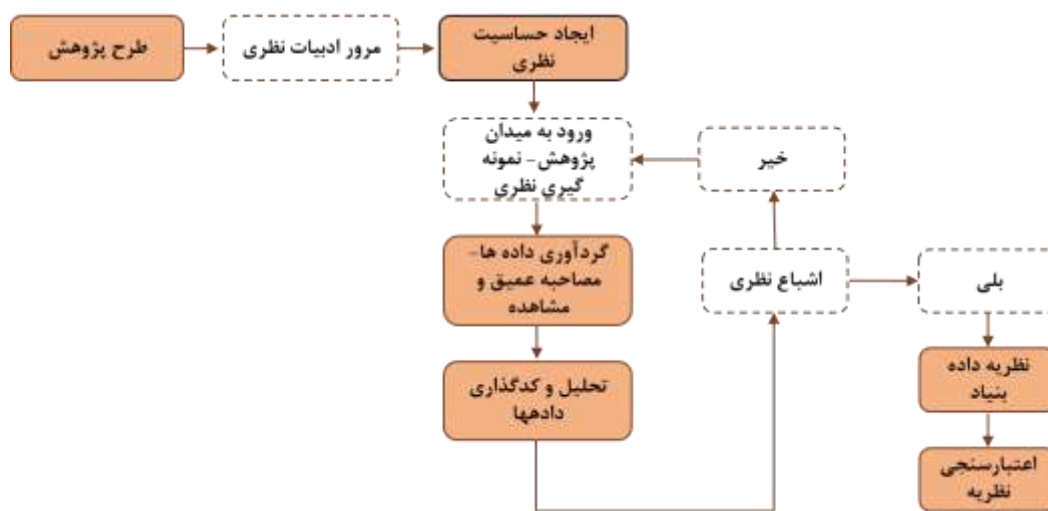 طرح پژوهش
مرور ادبیات نظری
ایجاد حساسیت
نظری
ورود به میدان
پژوهش- نمونه
گیری نظری
خیر
گردآوری داده ها-
مصاحبه عمیق و
مشاهده
اشباع نظری
بلی
تحلیل و کدگذاری
دادهها
نظریه داده
بنیاد
اعتبارسنجی
نظریه